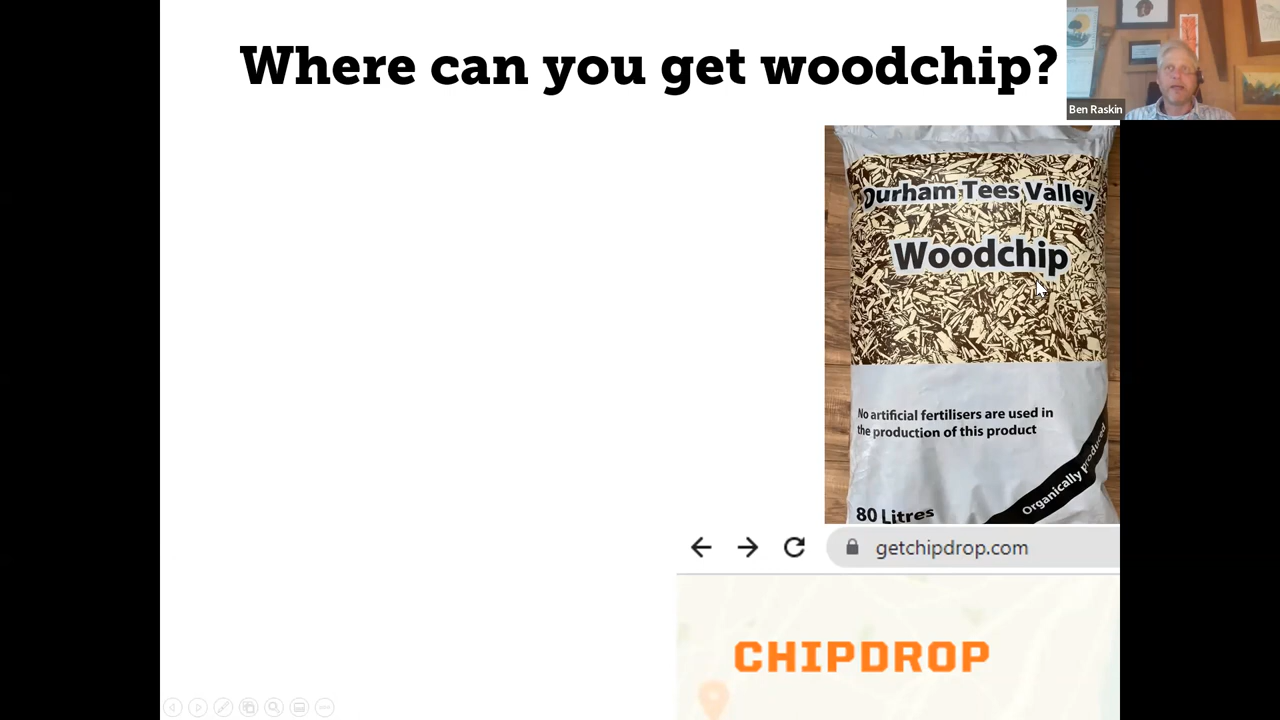 Where can you get woodchip?
Ben Raskin
Durham Tees Valley
Woodchip
No artificial fertilisers are used in
the production of this product
Organically produced
80 Litres
getchipdrop.com
CHIPDROP